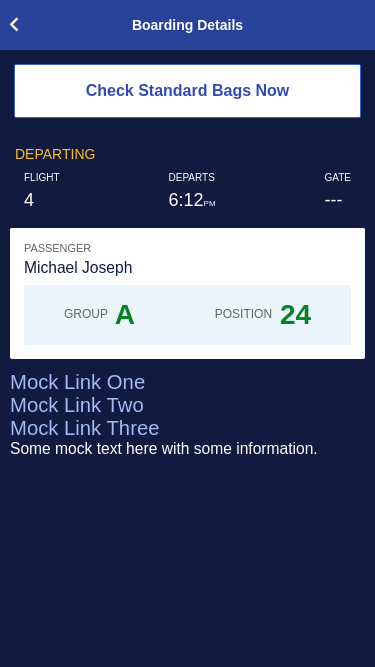 Boarding Details
Check Standard Bags Now
DEPARTING
FLIGHT DEPARTS GATE
4 6:12PM ---
PASSENGER
Michael Joseph
GROUP A POSITION 24
Mock Link One
Mock Link Two
Mock Link Three
Some mock text here with some information.